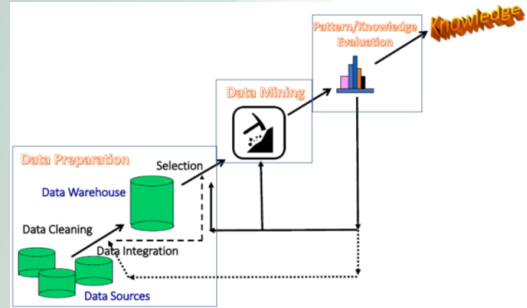 Knowledge
Pattern/Knowledge
Evaluation
Data Mining
Data Preparation
Selection
Data Warehouse
Data Cleaning
Data Integration
Data Sources